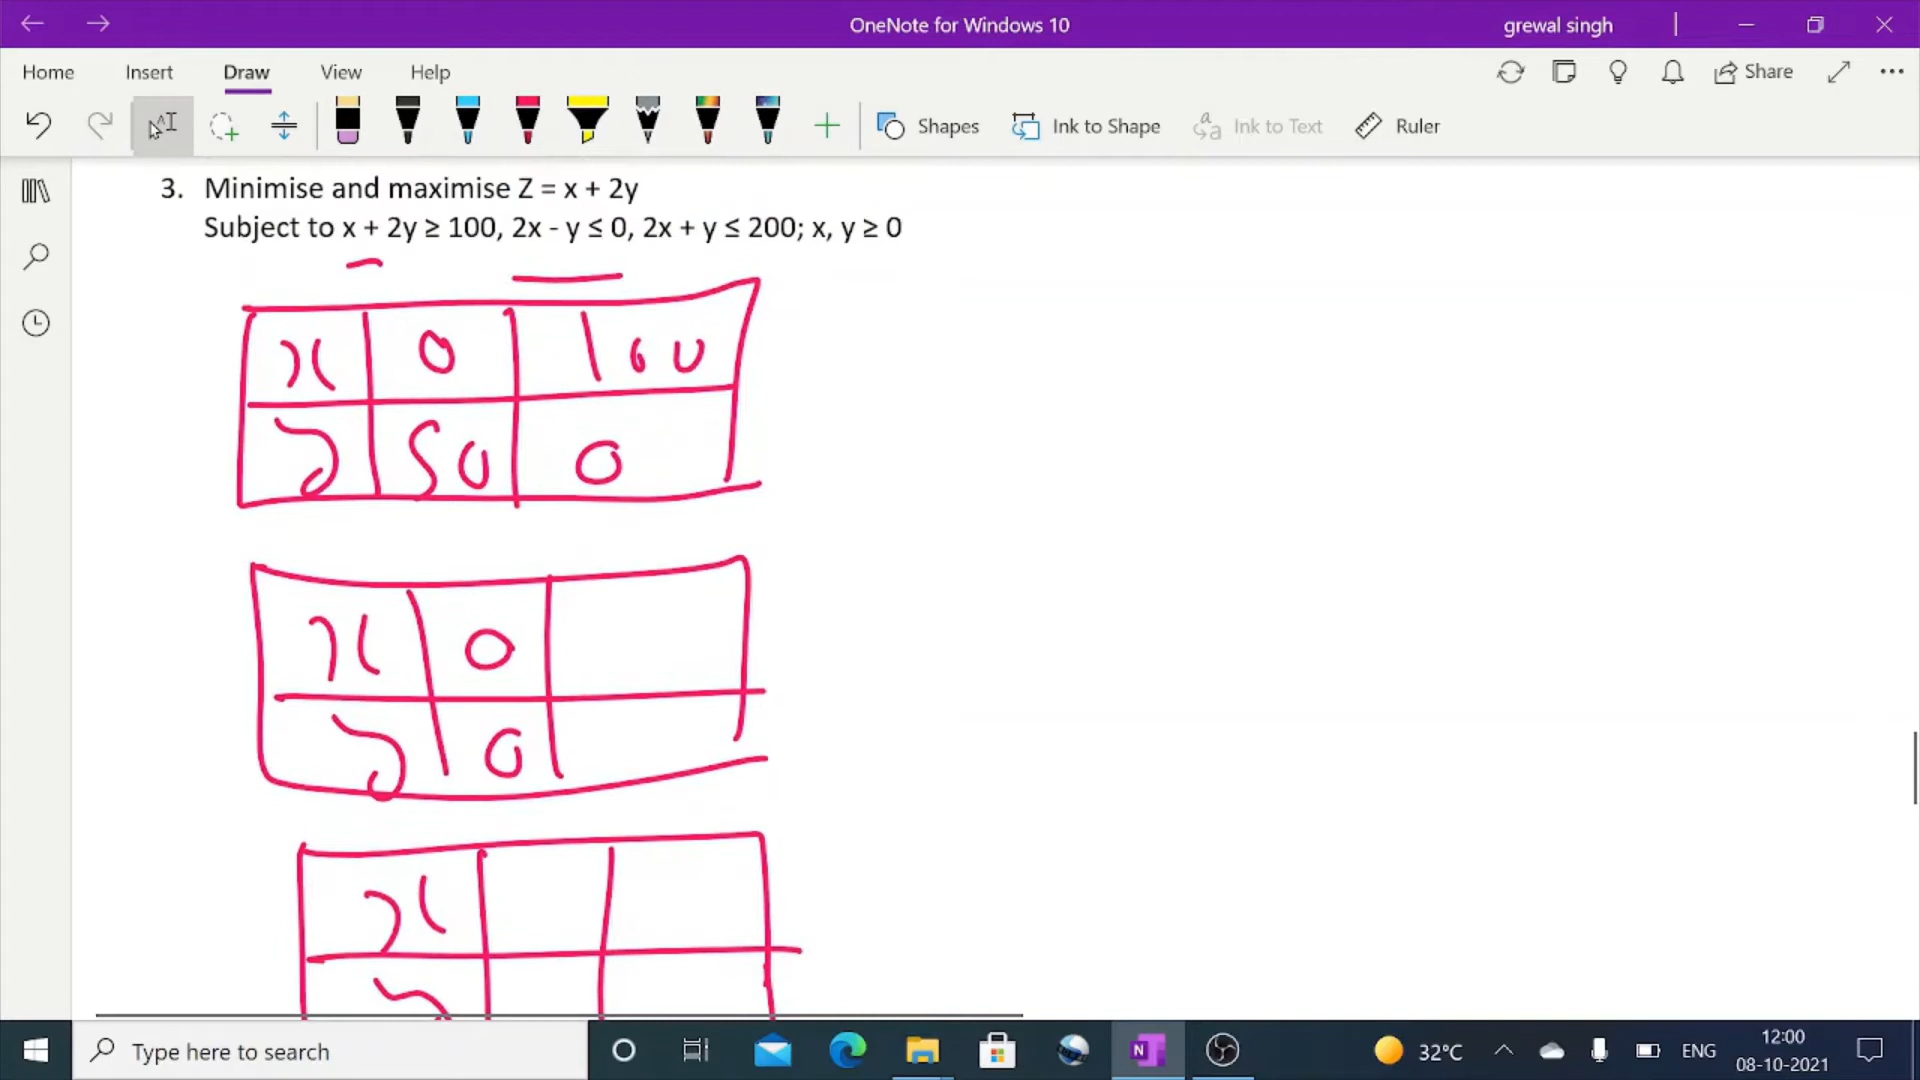 OneNote for Windows 10
grewal singh
Home Insert Draw View Help
Share
Shapes Ink to Shape Ink to Text Ruler
3. Minimise and maximise Z = x + 2y
Subject to x + 2y ≥ 100, 2x - y ≤ 0, 2x + y ≤ 200; x, y ≥ 0
x 0 100
y 50 0
x 0
y 0
x
y
Type here to search
32°C ENG 12:00
08-10-2021